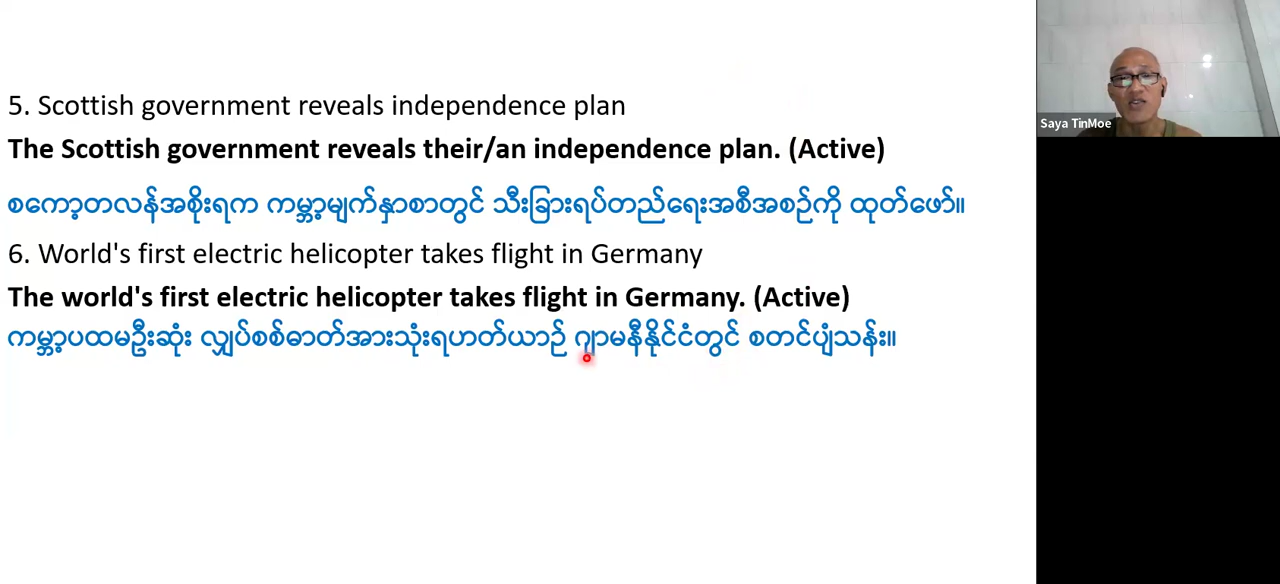 5. Scottish government reveals independence plan
The Scottish government reveals their/an independence plan. (Active)
စကော့တလန်အစိုးရက ကမ္ဘာ့မျက်နှာစာတွင် သီးခြားရပ်တည်ရေးအစီအစဉ်ကို ထုတ်ဖော်။
6. World's first electric helicopter takes flight in Germany
The world's first electric helicopter takes flight in Germany. (Active)
ကမ္ဘာ့ပထမဦးဆုံး လျှပ်စစ်ဓာတ်အားသုံးရဟတ်ယာဉ် ဂျာမနီနိုင်ငံတွင် စတင်ပျံသန်း။
Saya TinMoe